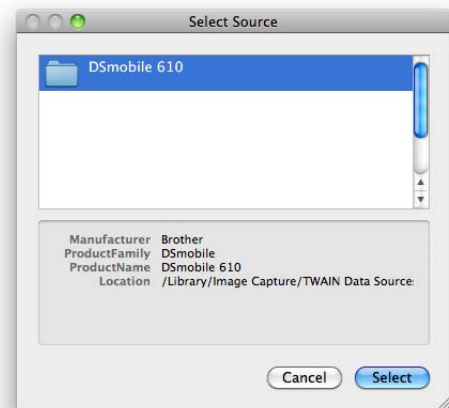 Select Source
DSmobile 610
Manufacturer Brother
ProductFamily DSmobile
ProductName DSmobile 610
Location /Library/Image Capture/TWAIN Data Source
Cancel
Select